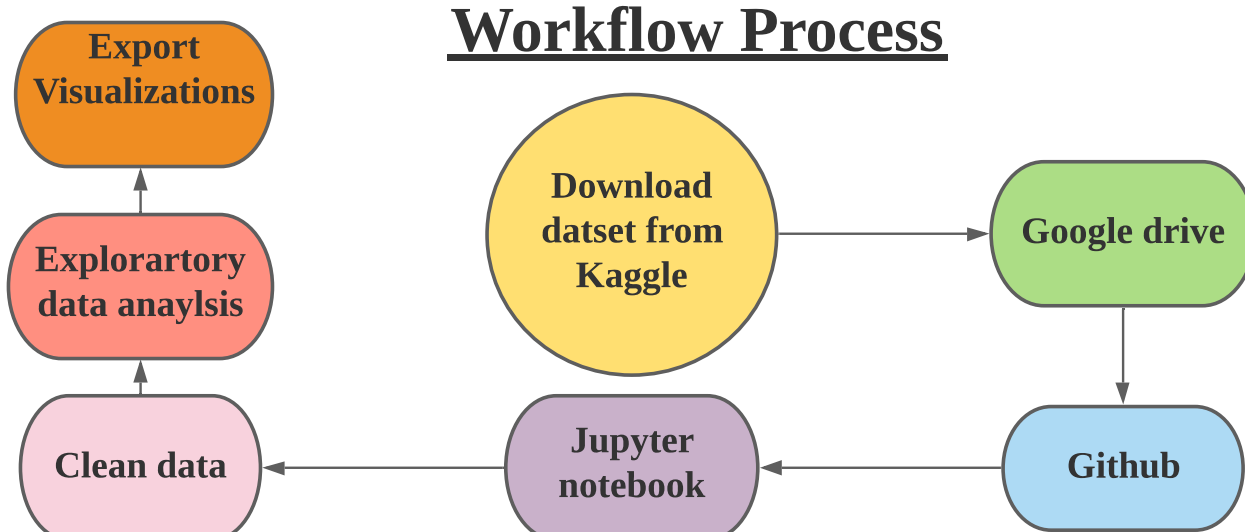 Workflow Process
Export
Visualizations
Download
datset from
Kaggle
Google drive
Explorartory
data anaylsis
Clean data
Jupyter
notebook
Github